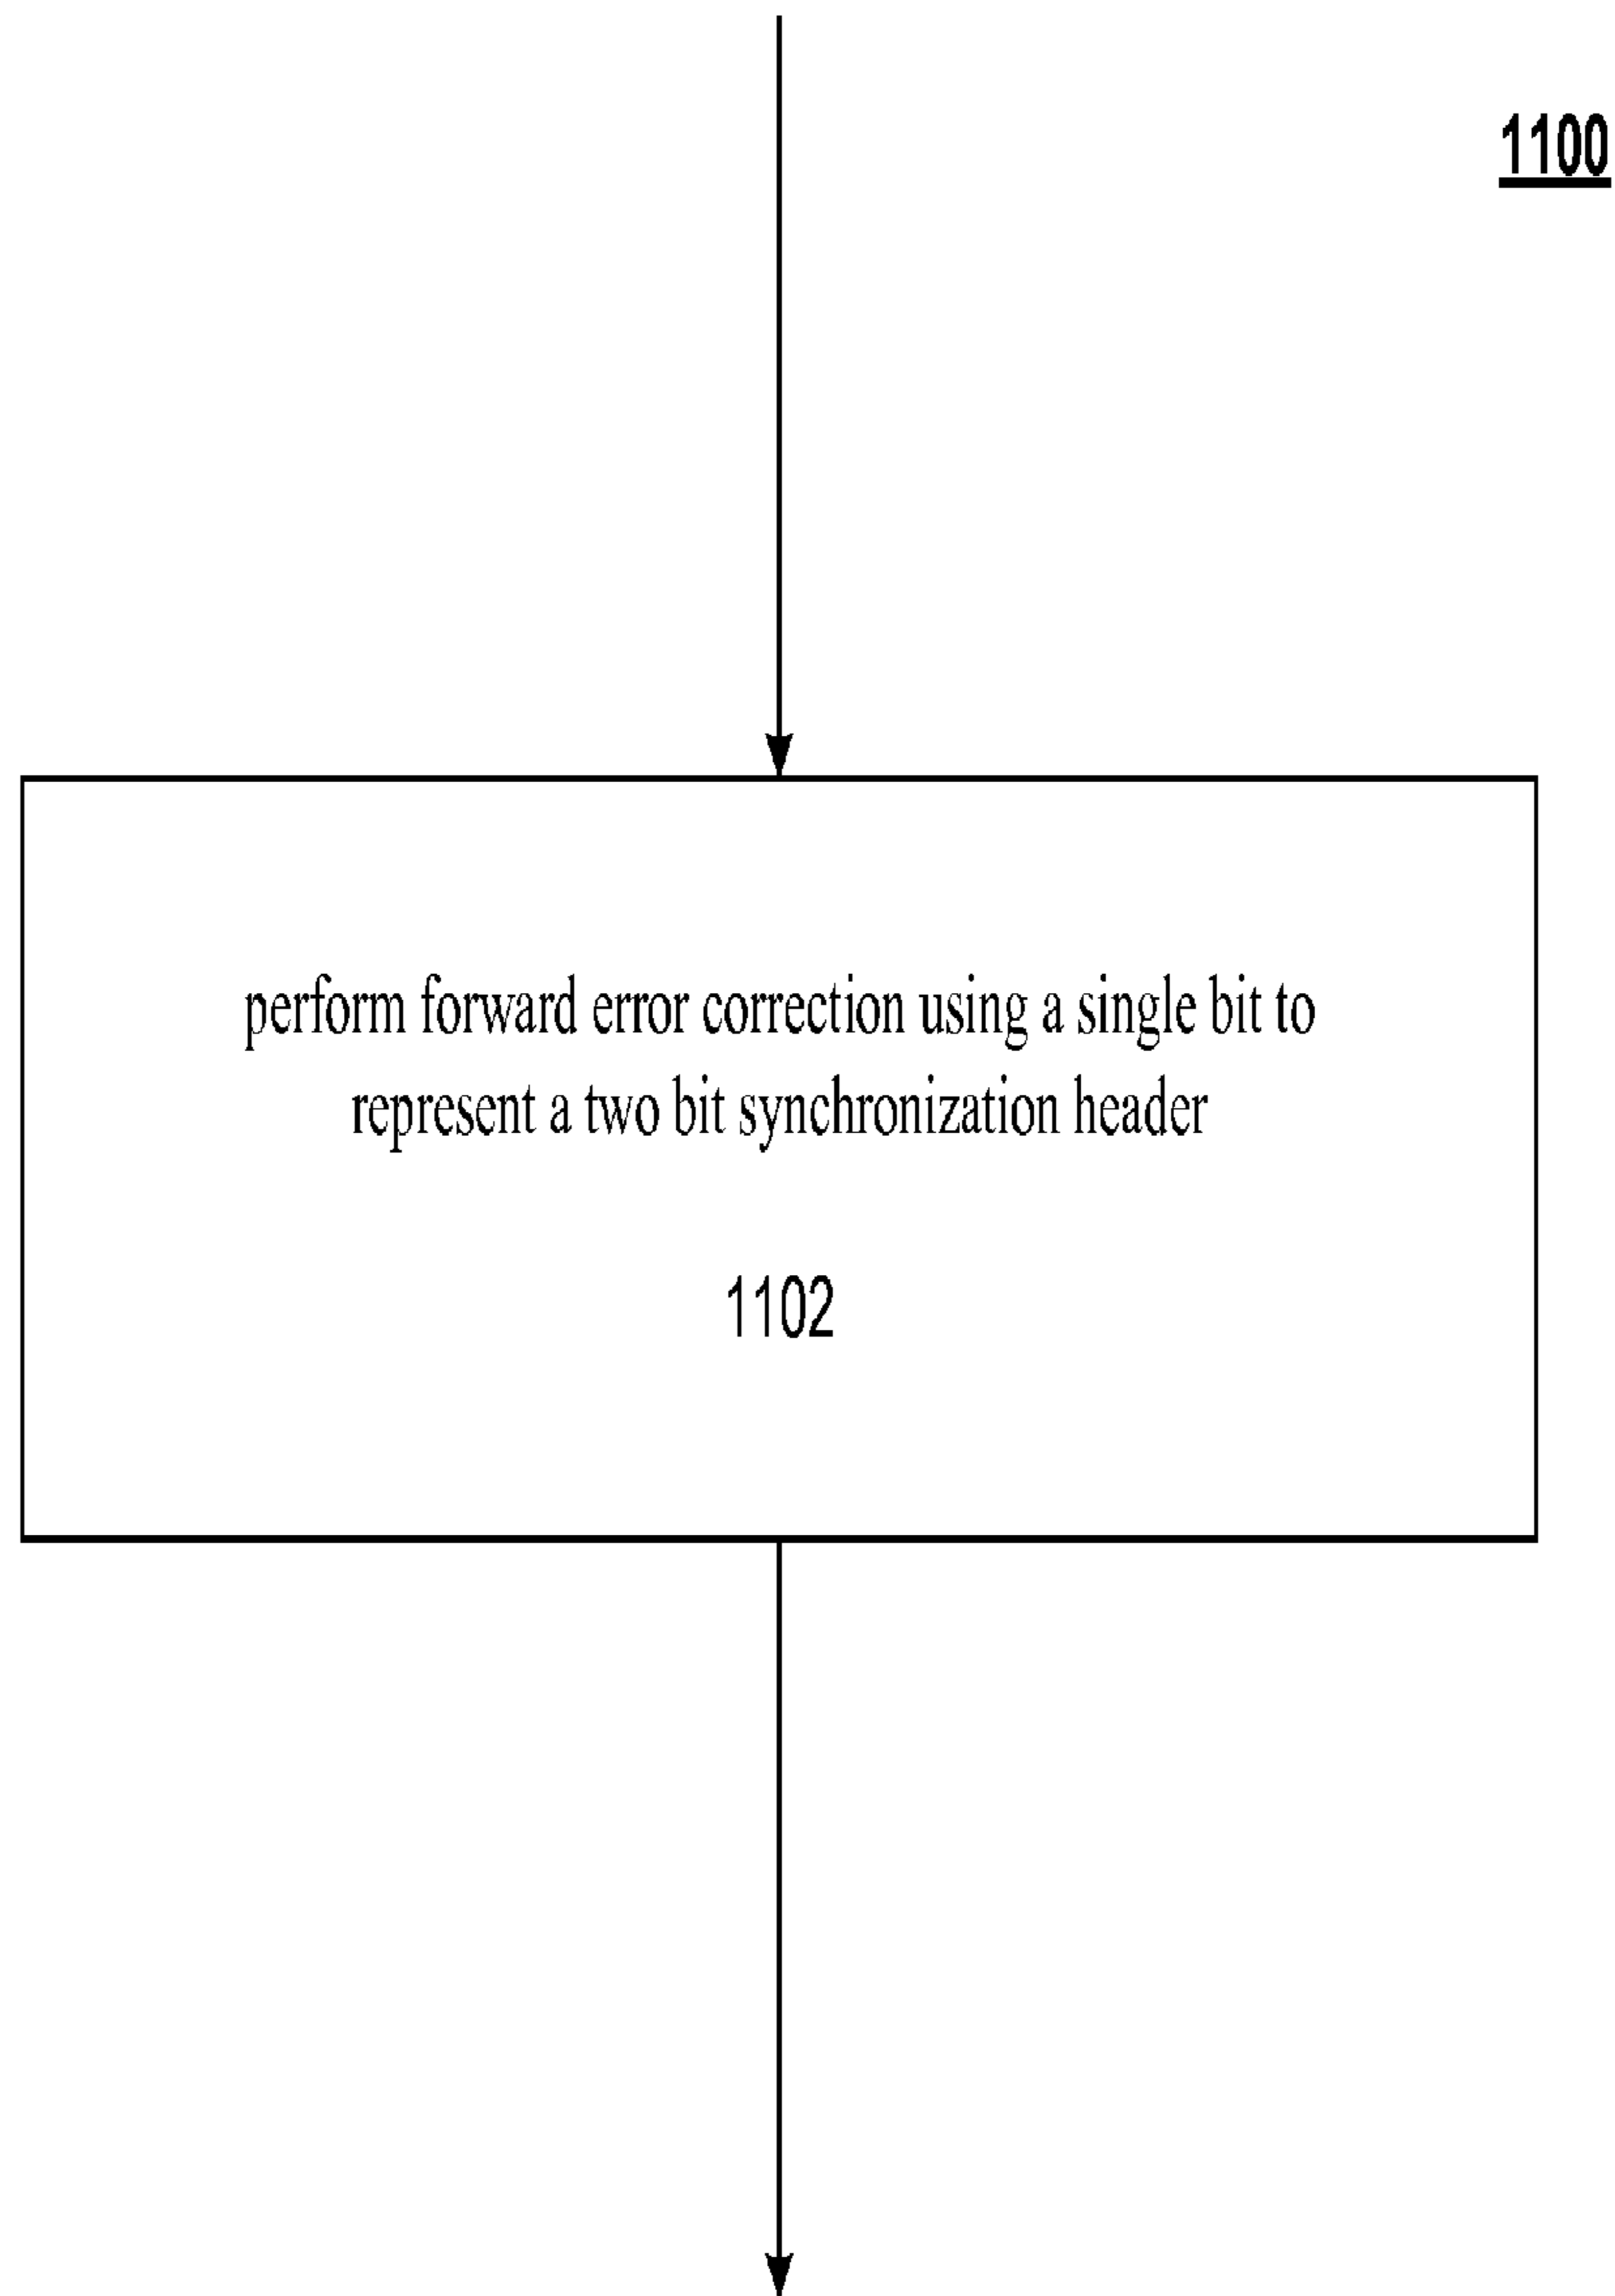 1100
perform forward error correction using a single bit to
represent a two bit synchronization header
1102